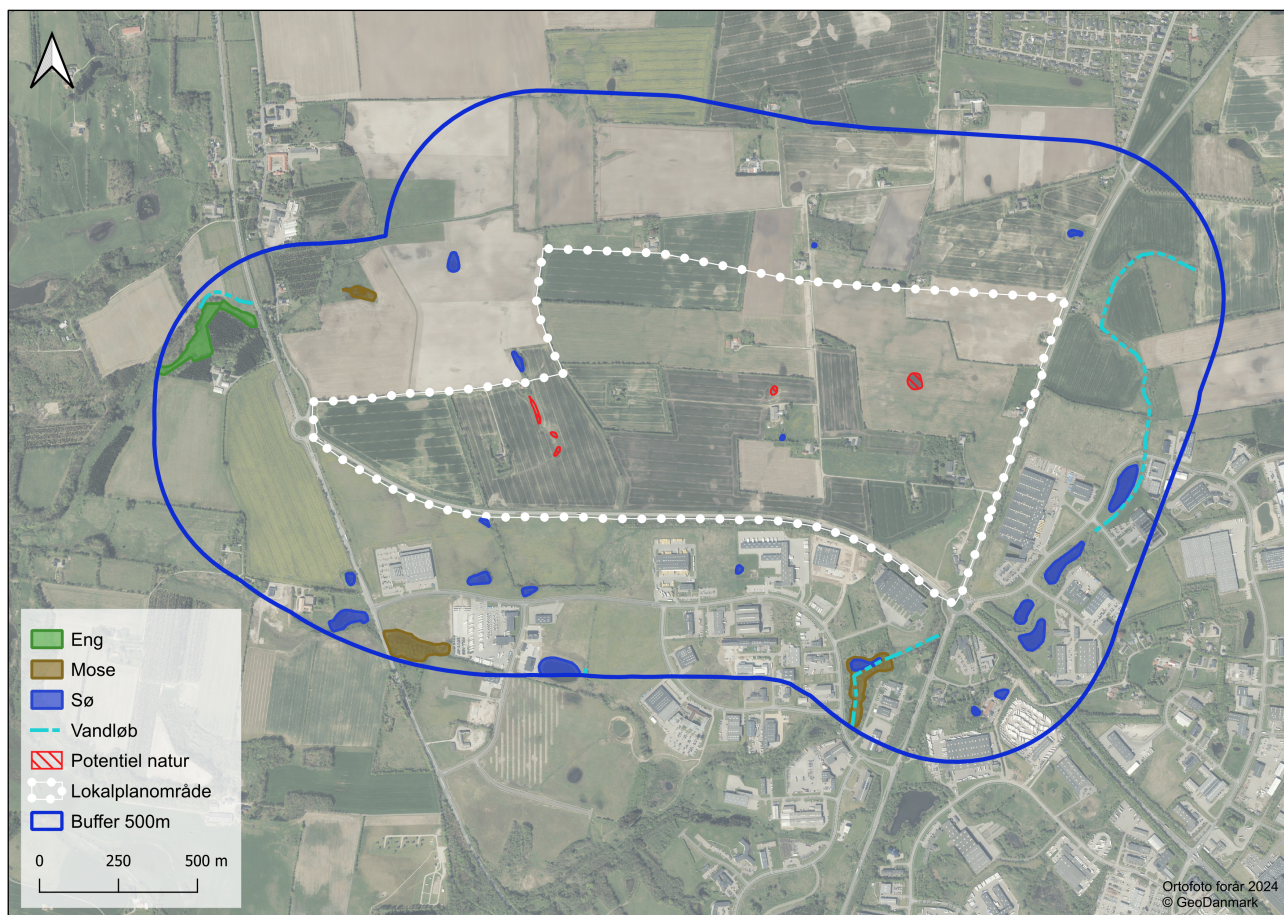 Eng
Mose
Sø
Vandløb
Potentiel natur
Lokalplanområde
Buffer 500m
0 250 500 m
Ortofoto forår 2024
© GeoDanmark